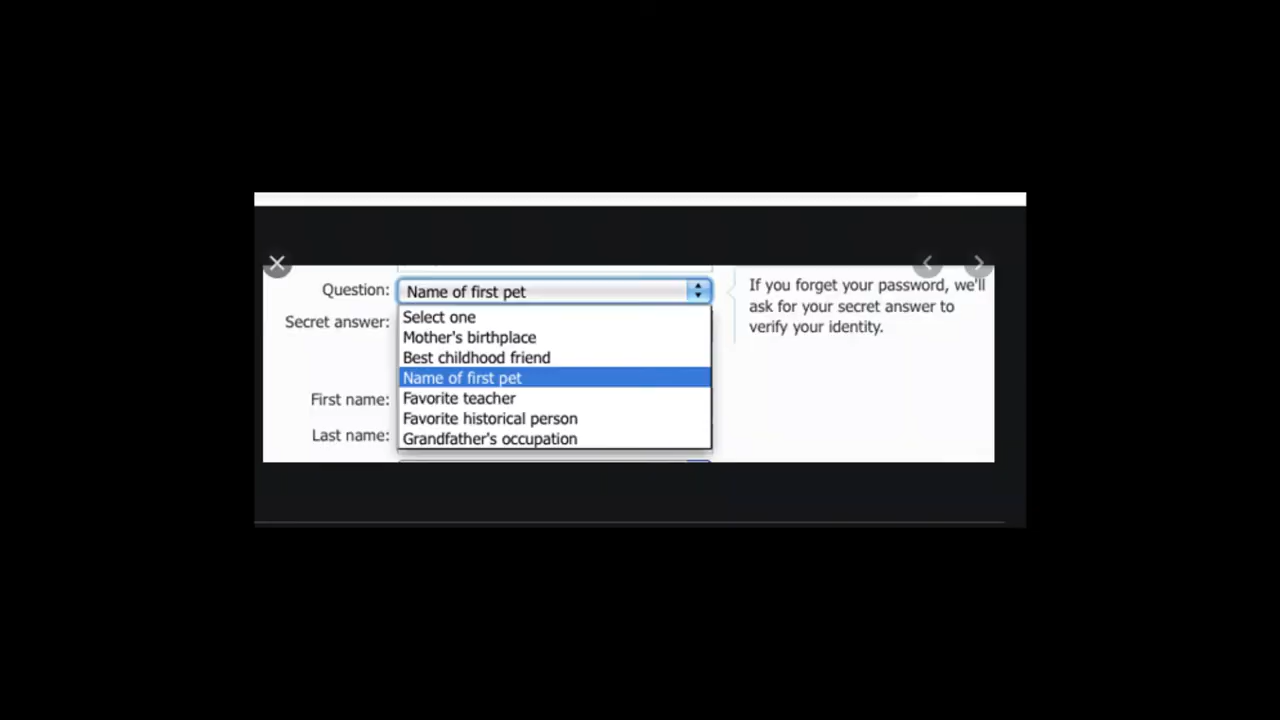 Question: Name of first pet
If you forget your password, we'll
ask for your secret answer to
verify your identity.
Secret answer:
Select one
Mother's birthplace
Best childhood friend
Name of first pet
Favorite teacher
Favorite historical person
Grandfather's occupation
First name:
Last name: